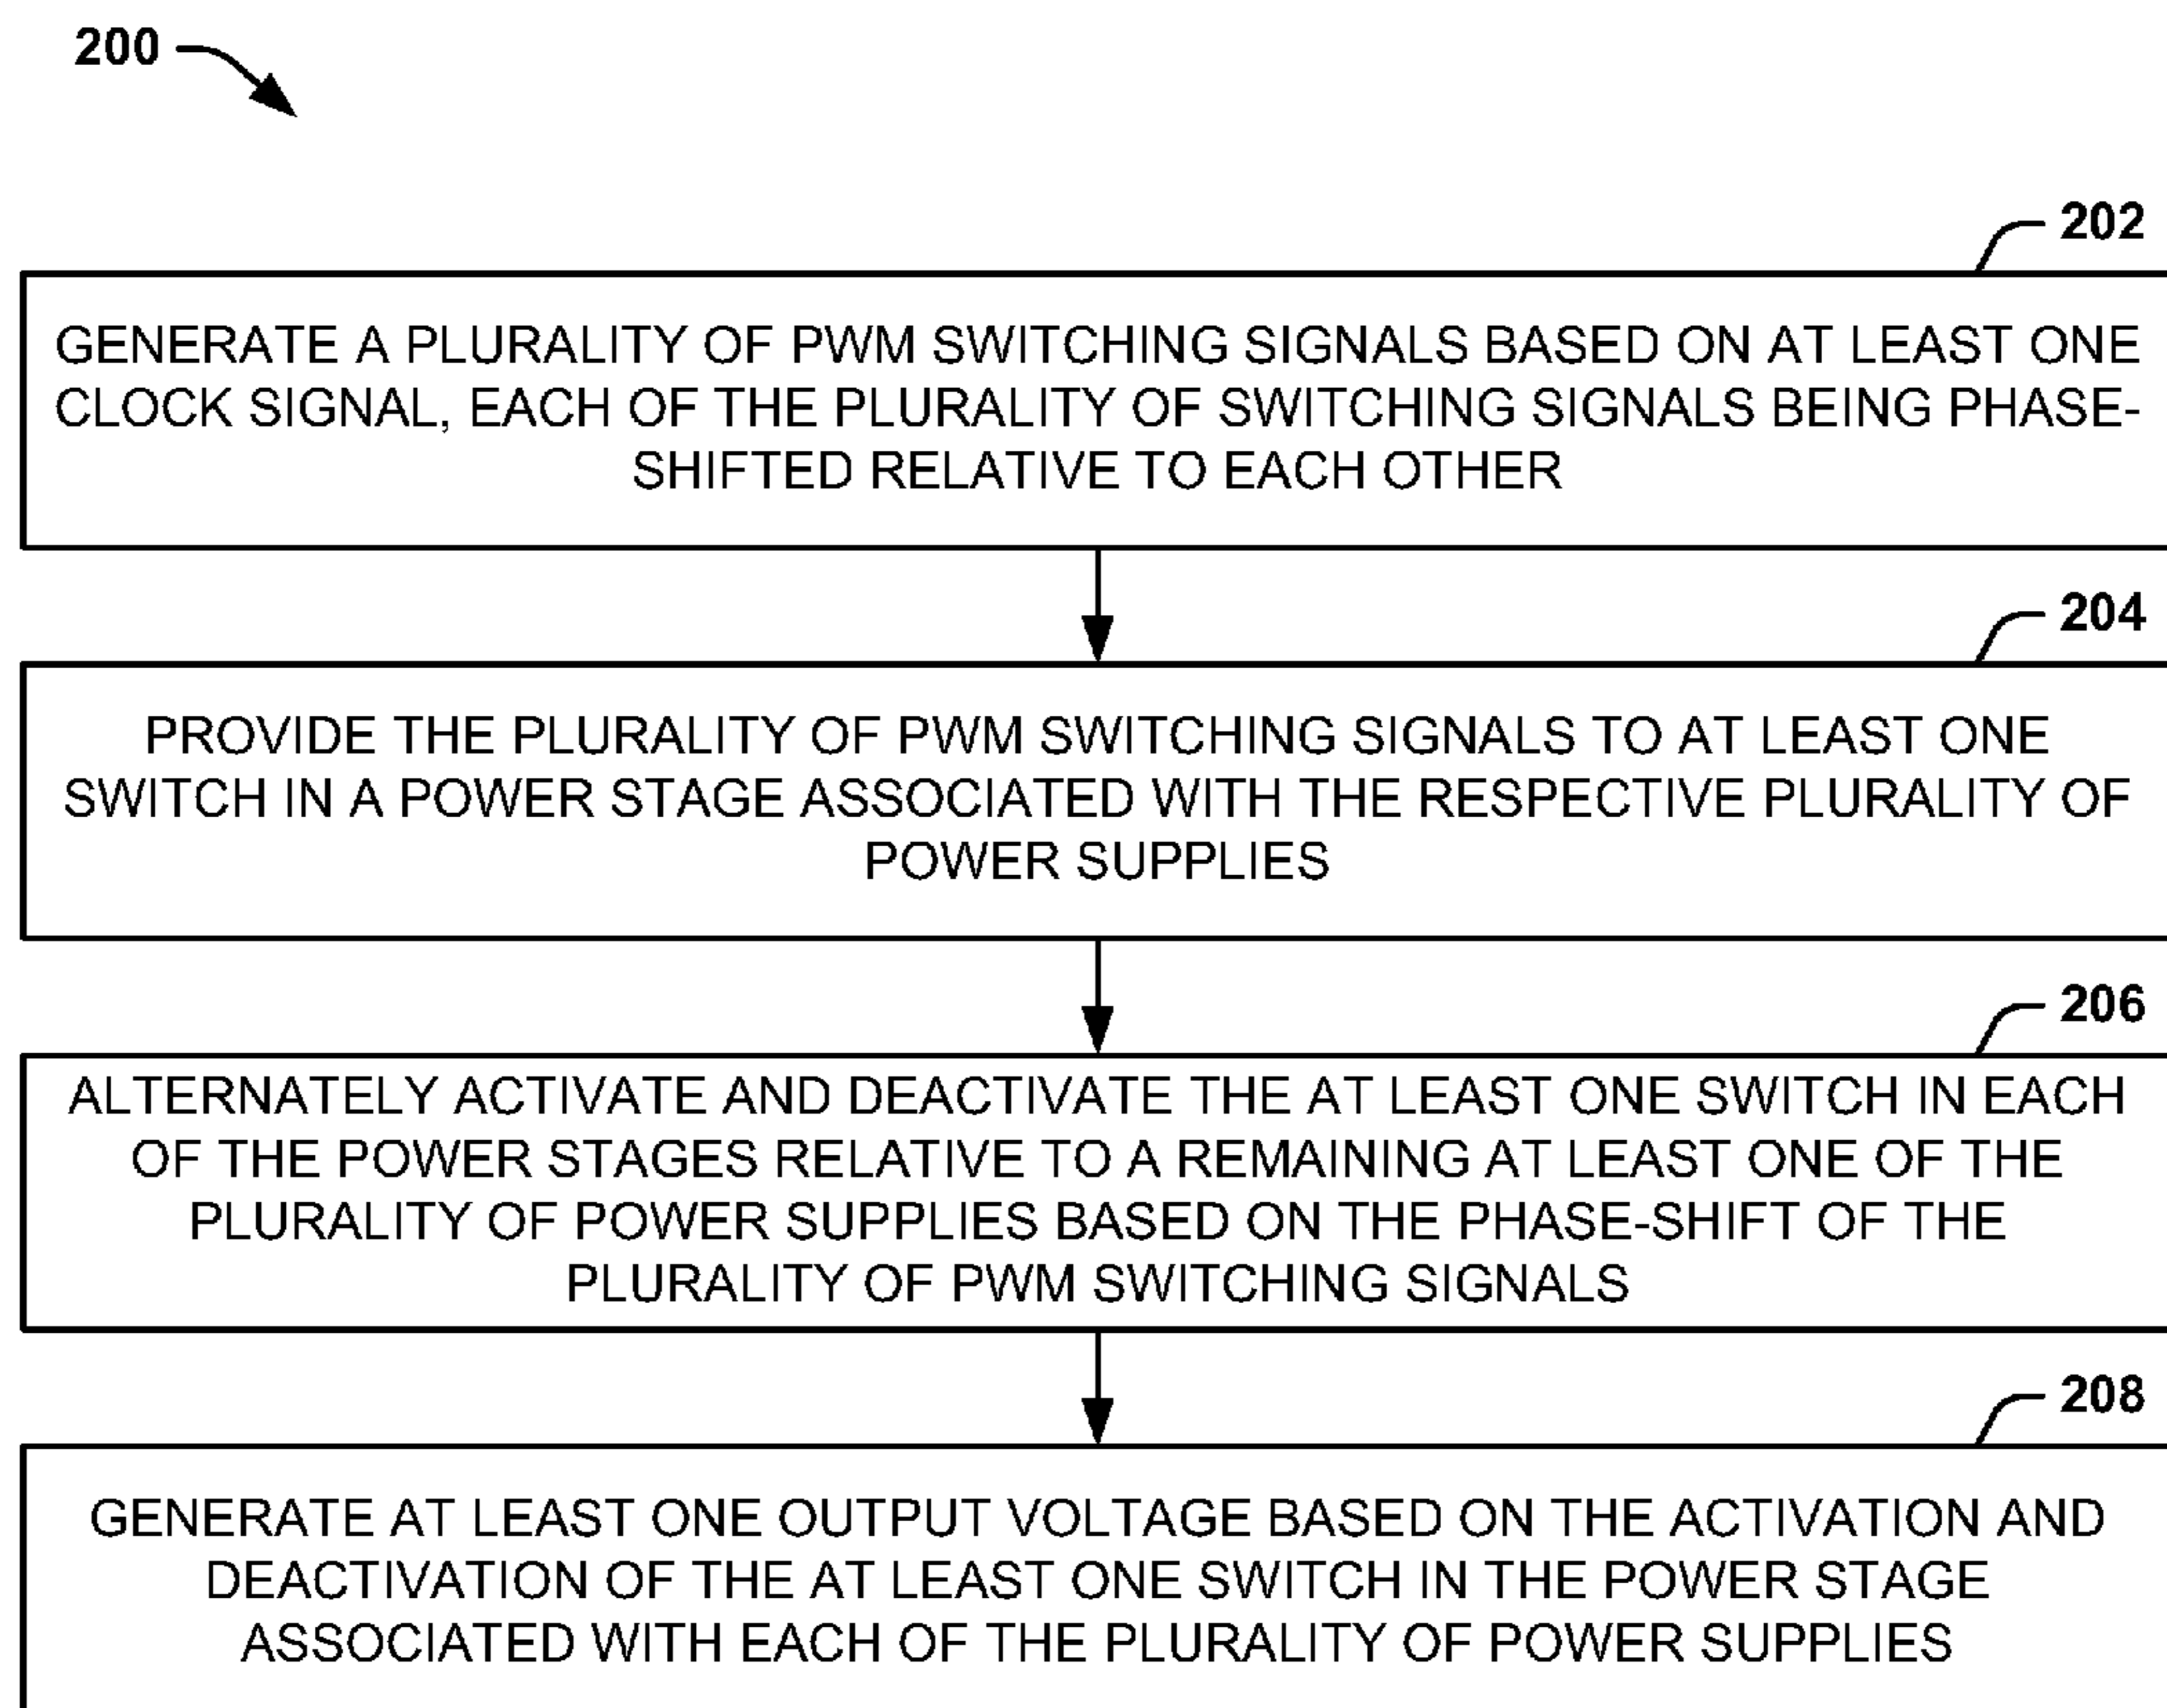 200
202
GENERATE A PLURALITY OF PWM SWITCHING SIGNALS BASED ON AT LEAST ONE
CLOCK SIGNAL, EACH OF THE PLURALITY OF SWITCHING SIGNALS BEING PHASE-
SHIFTED RELATIVE TO EACH OTHER
204
PROVIDE THE PLURALITY OF PWM SWITCHING SIGNALS TO AT LEAST ONE
SWITCH IN A POWER STAGE ASSOCIATED WITH THE RESPECTIVE PLURALITY OF
POWER SUPPLIES
206
ALTERNATELY ACTIVATE AND DEACTIVATE THE AT LEAST ONE SWITCH IN EACH
OF THE POWER STAGES RELATIVE TO A REMAINING AT LEAST ONE OF THE
PLURALITY OF POWER SUPPLIES BASED ON THE PHASE-SHIFT OF THE
PLURALITY OF PWM SWITCHING SIGNALS
208
GENERATE AT LEAST ONE OUTPUT VOLTAGE BASED ON THE ACTIVATION AND
DEACTIVATION OF THE AT LEAST ONE SWITCH IN THE POWER STAGE
ASSOCIATED WITH EACH OF THE PLURALITY OF POWER SUPPLIES